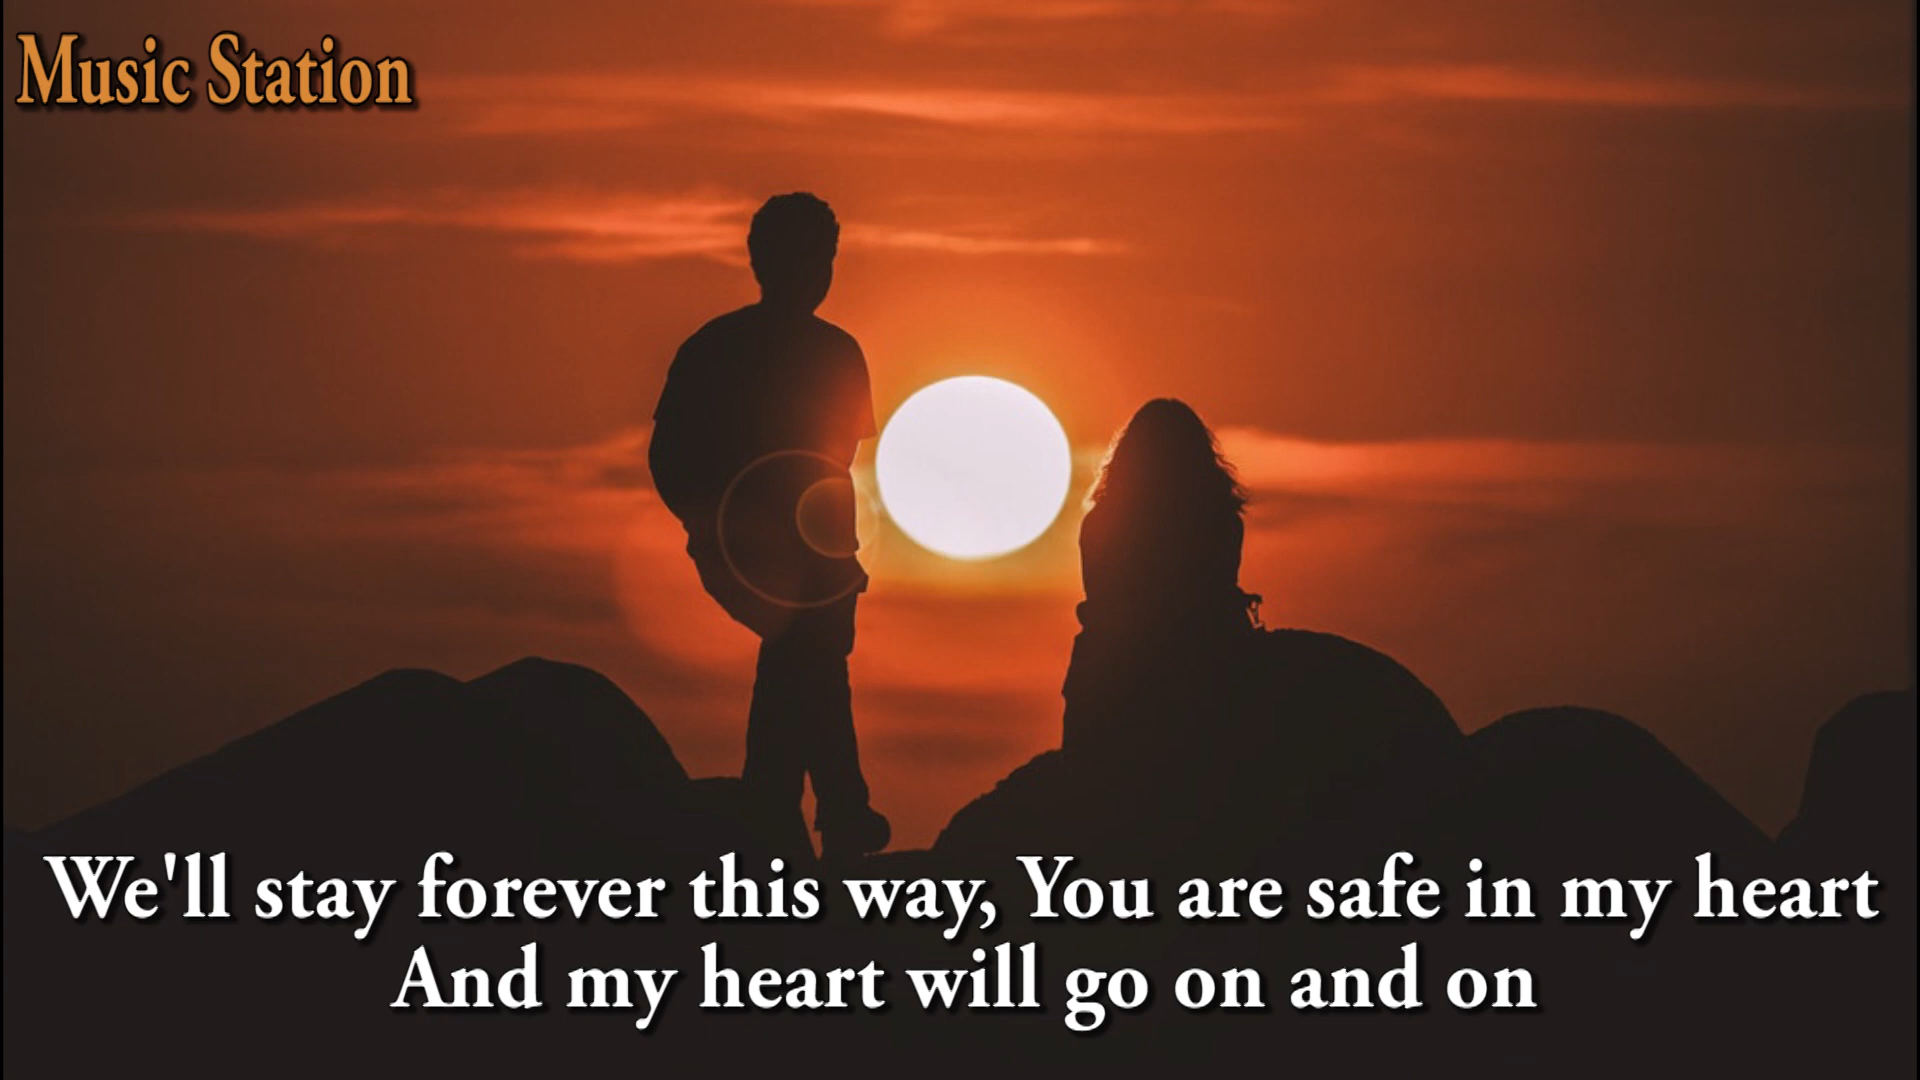 Music Station
We'll stay forever this way, You are safe in my heart
And my heart will go on and on